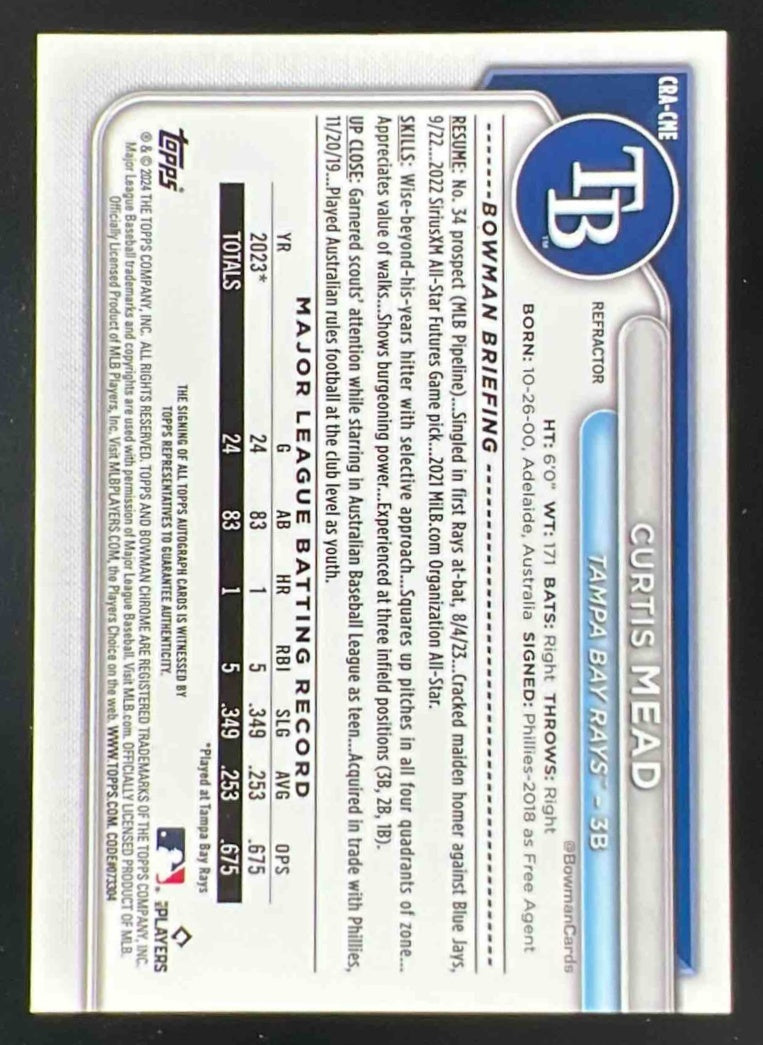 CRA-CME
TB™
CURTIS MEAD
TAMPA BAY RAYS™ – 3B
REFRACTOR
@BowmanCards
HT: 6'0" WT: 171 BATS: Right THROWS: Right
BORN: 10-26-00, Adelaide, Australia SIGNED: Phillies-2018 as Free Agent
BOWMAN BRIEFING
RESUME: No. 34 prospect (MLB Pipeline)....Singled in first Rays at-bat, 8/4/23...Cracked maiden homer against Blue Jays,
9/22...2022 SiriusXM All-Star Futures Game pick...2021 MiLB.com Organization All-Star.
SKILLS: Wise-beyond-his-years hitter with selective approach...Squares up pitches in all four quadrants of zone...
Appreciates value of walks...Shows burgeoning power...Experienced at three infield positions (3B, 2B, 1B).
UP CLOSE: Garnered scouts' attention while starring in Australian Baseball League as teen....Acquired in trade with Phillies,
11/20/19...Played Australian rules football at the club level as youth.
MAJOR LEAGUE BATTING RECORD
YR G AB HR RBI SLG AVG OPS
2023* 24 83 1 5 .349 .253 .675
TOTALS 24 83 1 5 .349 .253 .675
*Played at Tampa Bay Rays
THE SIGNING OF ALL TOPPS AUTOGRAPH CARDS IS WITNESSED BY
TOPPS REPRESENTATIVES TO GUARANTEE AUTHENTICITY.
topps®
PLAYERS
® & © 2024 THE TOPPS COMPANY, INC. ALL RIGHTS RESERVED. TOPPS AND BOWMAN CHROME ARE REGISTERED TRADEMARKS OF THE TOPPS COMPANY, INC.
Major League Baseball trademarks and copyrights are used with permission of Major League Baseball. Visit MLB.com. OFFICIALLY LICENSED PRODUCT OF MLB.
Officially Licensed Product of MLB Players, Inc. Visit MLBPLAYERS.COM, the Players Choice on the web. WWW.TOPPS.COM. CODE#073304